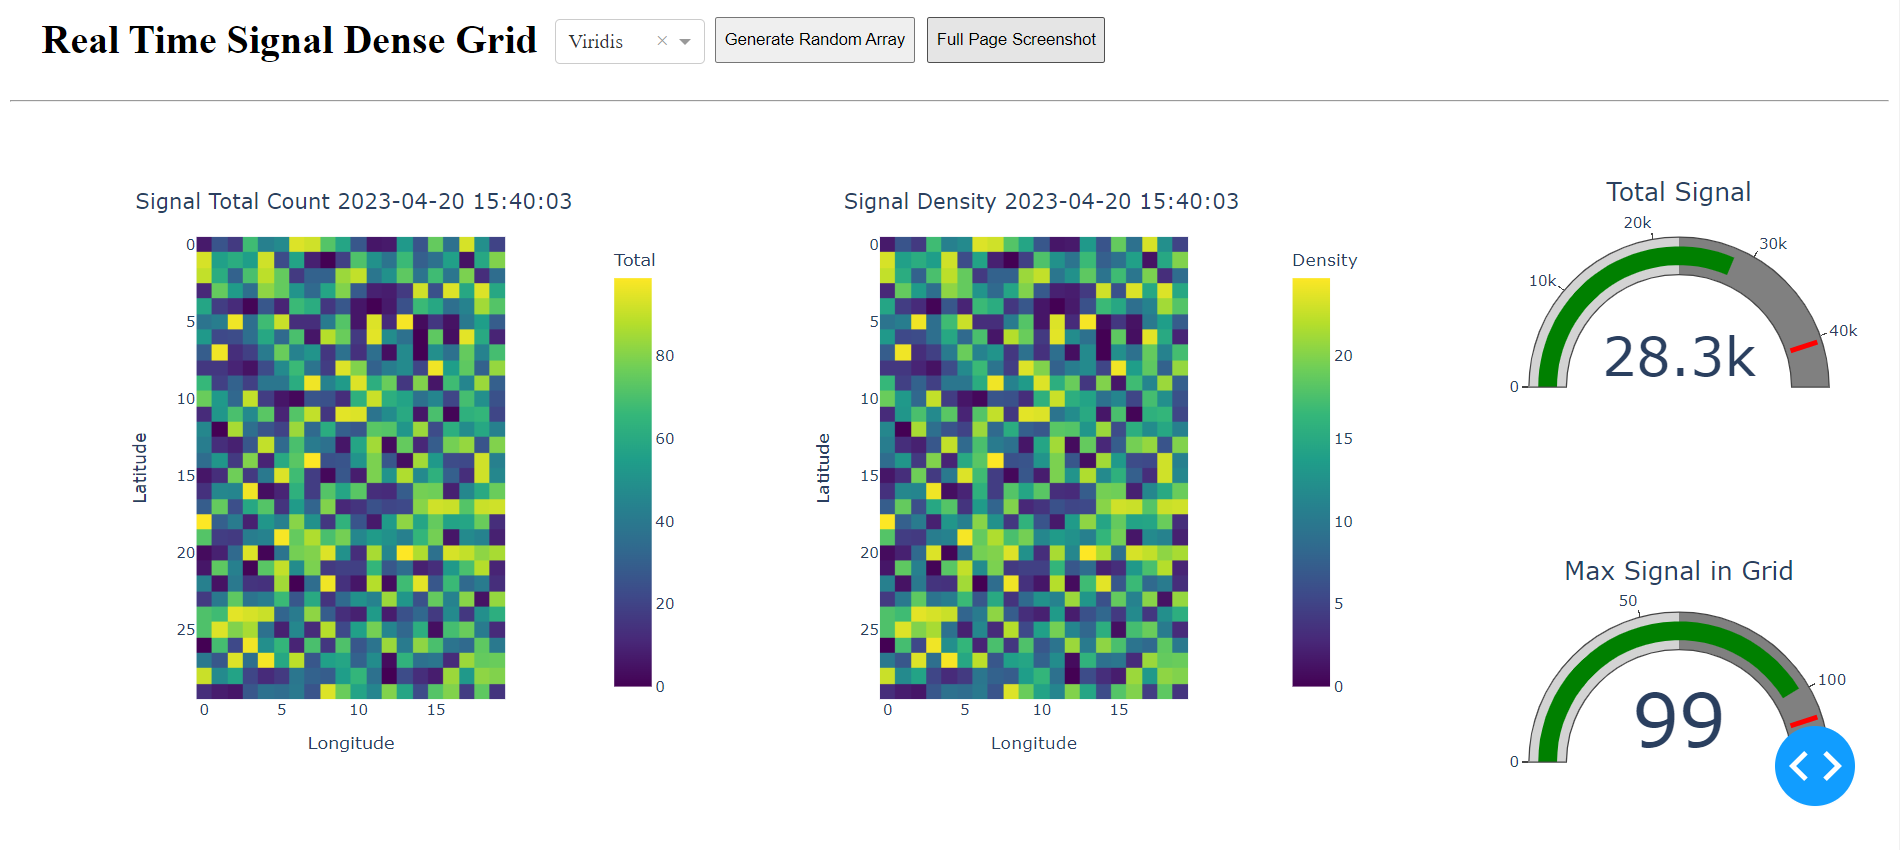 Real Time Signal Dense Grid
Viridis
Generate Random Array
Full Page Screenshot
Signal Total Count 2023-04-20 15:40:03
0
5
10
15
20
25
Latitude
0 5 10 15
Longitude
Total
80
60
40
20
0
Signal Density 2023-04-20 15:40:03
0
5
10
15
20
25
Latitude
0 5 10 15
Longitude
Density
20
15
10
5
0
Total Signal
0
10k
20k
30k
40k
28.3k
Max Signal in Grid
0
50
100
99